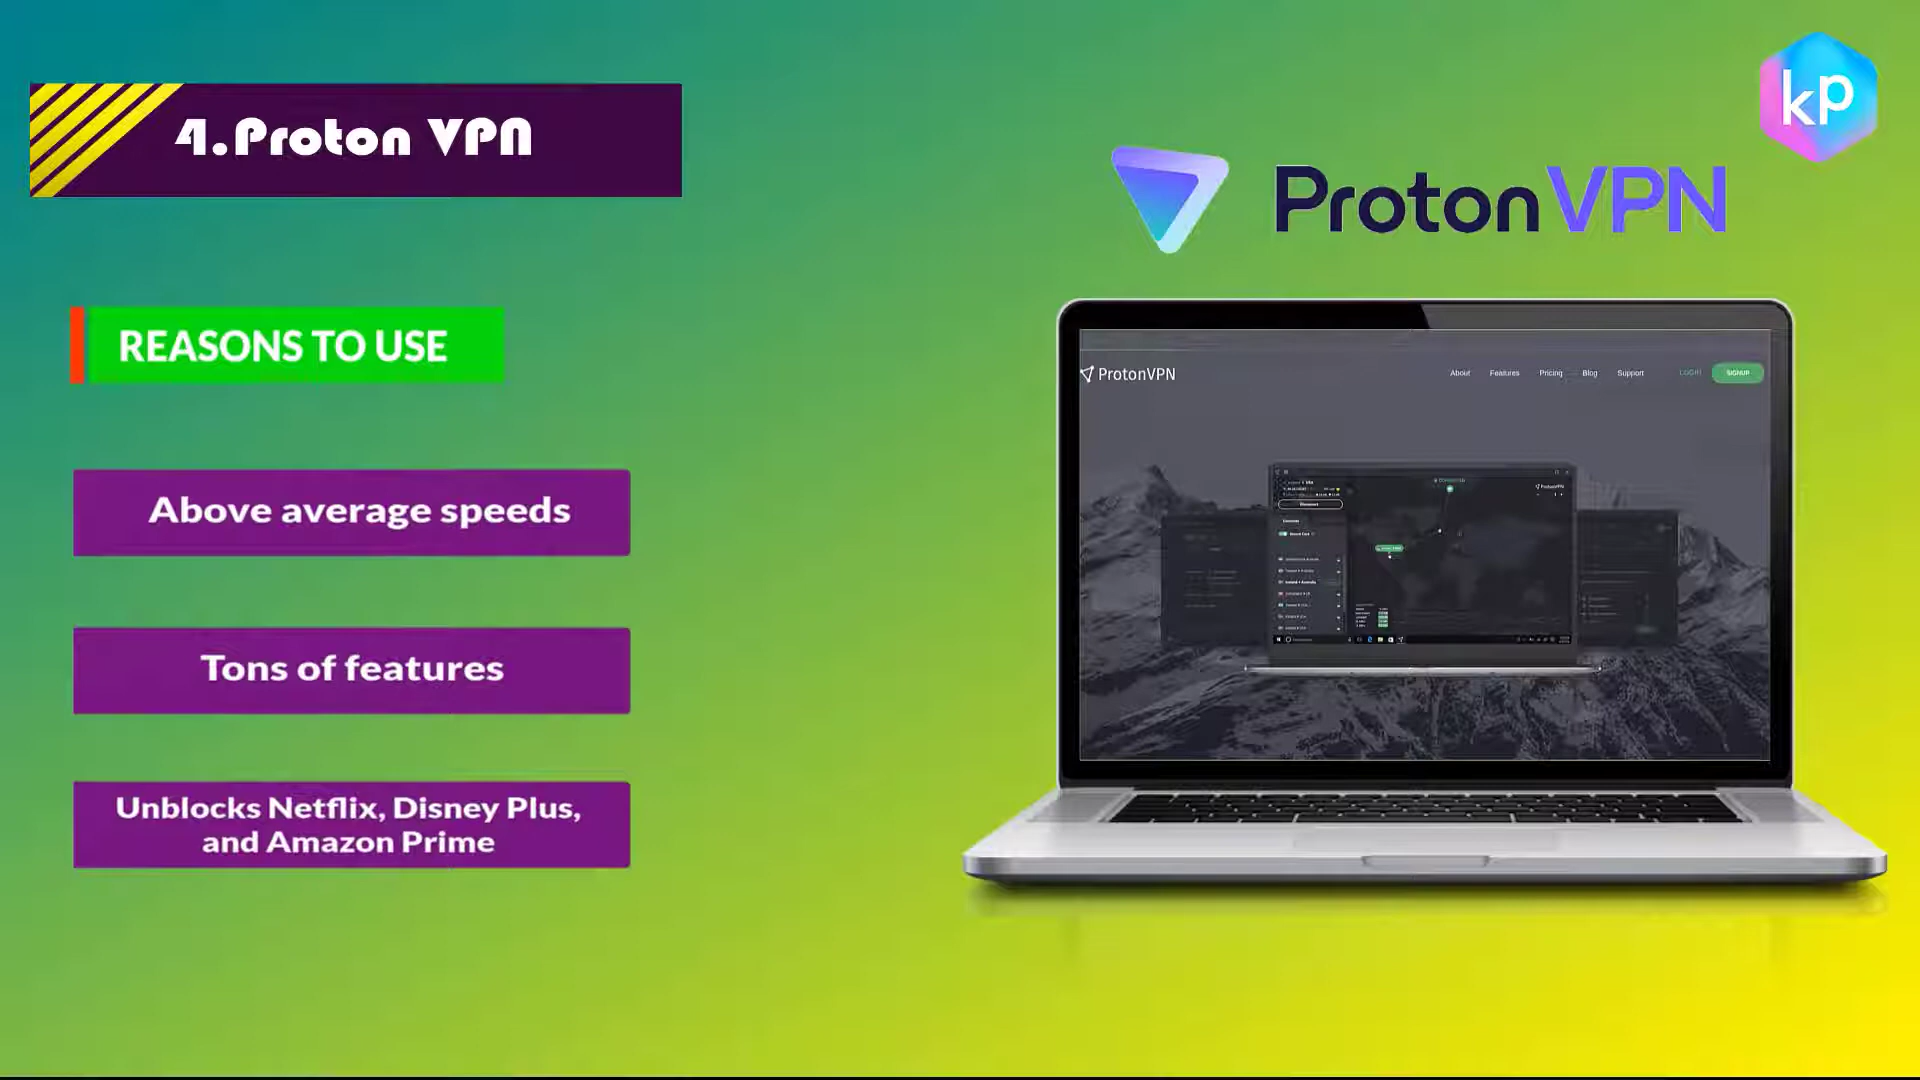 4.Proton VPN
kp
ProtonVPN
REASONS TO USE
Above average speeds
Tons of features
Unblocks Netflix, Disney Plus,
and Amazon Prime
ProtonVPN
About Features Pricing Blog Support LOGIN SIGNUP